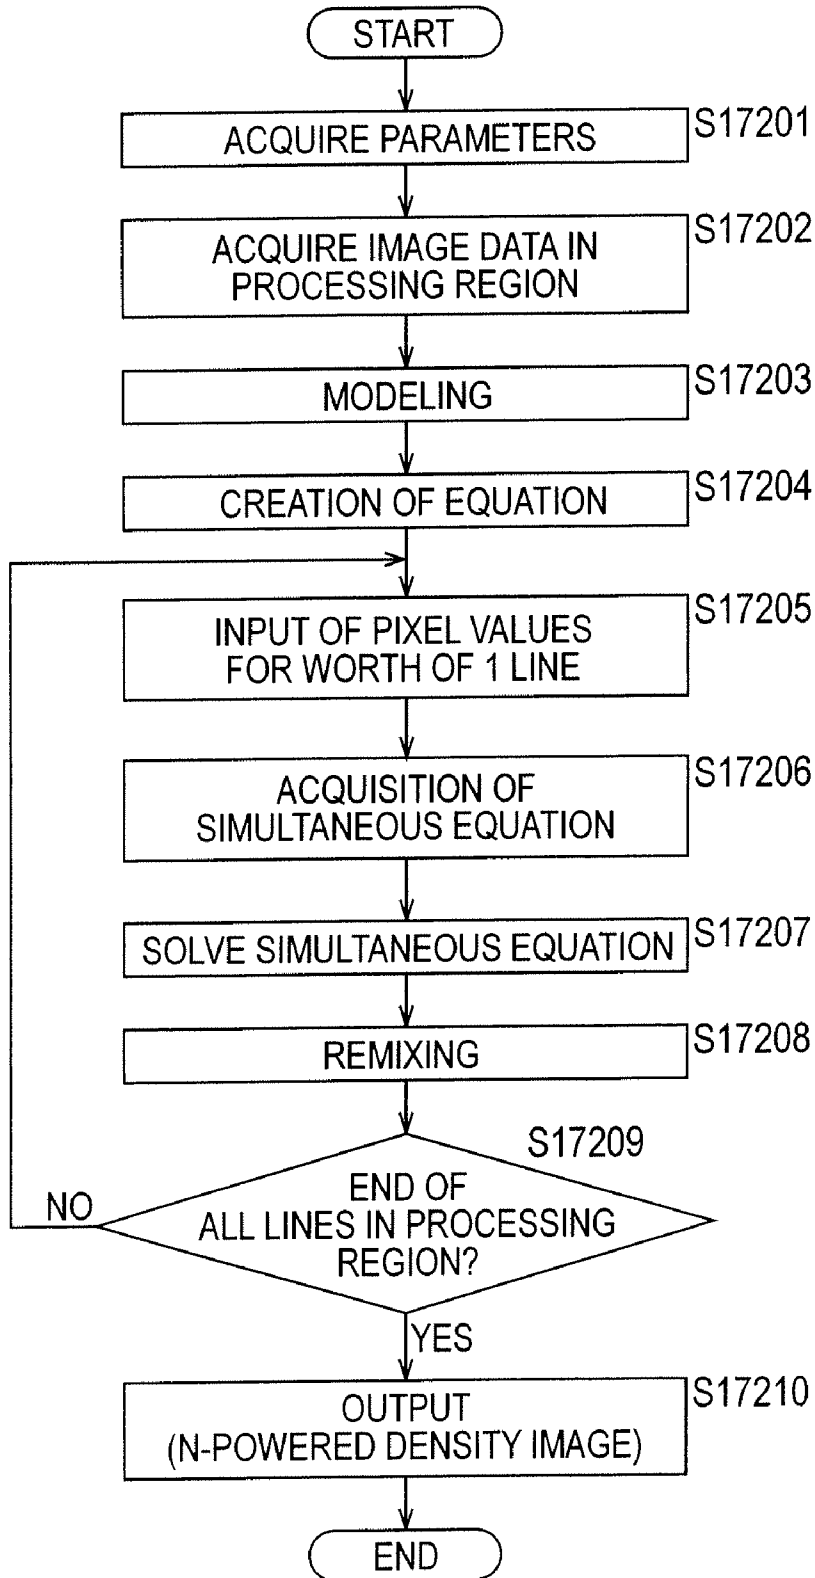 START
ACQUIRE PARAMETERS
S17201
ACQUIRE IMAGE DATA IN
PROCESSING REGION
S17202
MODELING
S17203
CREATION OF EQUATION
S17204
INPUT OF PIXEL VALUES
FOR WORTH OF 1 LINE
S17205
ACQUISITION OF
SIMULTANEOUS EQUATION
S17206
SOLVE SIMULTANEOUS EQUATION
S17207
REMIXING
S17208
S17209
END OF
ALL LINES IN PROCESSING
REGION?
NO
YES
OUTPUT
(N-POWERED DENSITY IMAGE)
S17210
END